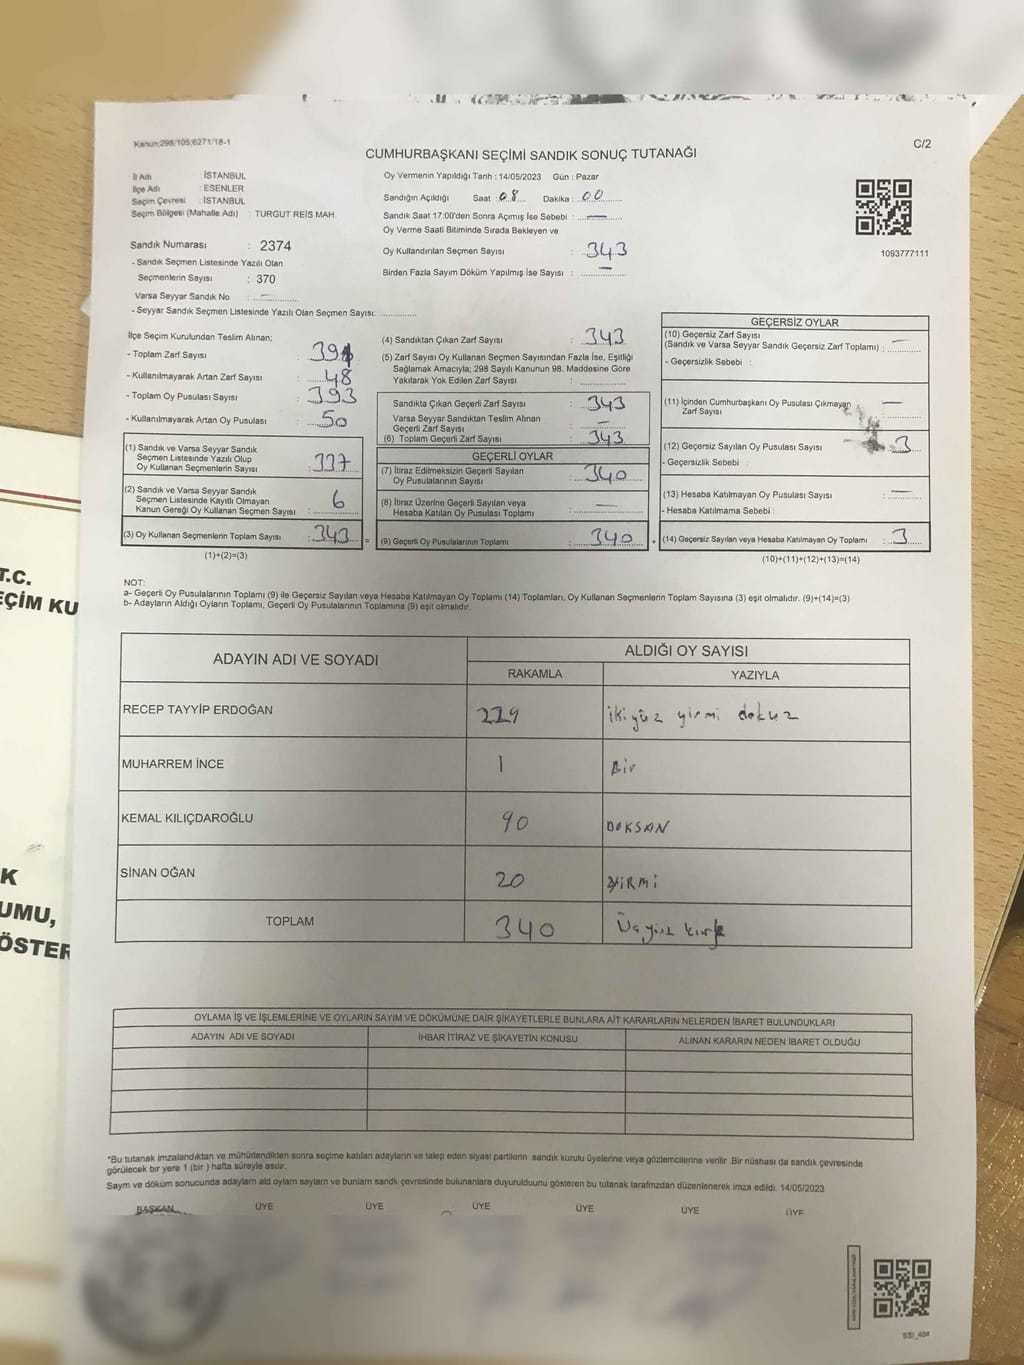 Kanun;298/105;6271/18-1
C/2
CUMHURBAŞKANI SEÇİMİ SANDIK SONUÇ TUTANAĞI
İl Adı İSTANBUL
İlçe Adı : ESENLER
Seçim Çevresi : İSTANBUL
Seçim Bölgesi (Mahalle Adı) : TURGUT REİS MAH.
Sandık Numarası : 2374
- Sandık Seçmen Listesinde Yazılı Olan
Seçmenlerin Sayısı : 370
Varsa Seyyar Sandık No : —
- Seyyar Sandık Seçmen Listesinde Yazılı Olan Seçmen Sayısı:
Oy Vermenin Yapıldığı Tarih : 14/05/2023 Gün : Pazar
Sandığın Açıldığı Saat : 08 Dakika : 00
Sandık Saat 17:00'den Sonra Açımış İse Sebebi : —
Oy Verme Saati Bitiminde Sırada Bekleyen ve
Oy Kullandırılan Seçmen Sayısı : 343
Birden Fazla Sayım Döküm Yapılmış İse Sayısı : —
1093777111
İlçe Seçim Kurulundan Teslim Alınan;
- Toplam Zarf Sayısı : 391
- Kullanılmayarak Artan Zarf Sayısı : 48
- Toplam Oy Pusulası Sayısı : 393
- Kullanılmayarak Artan Oy Pusulası : 50
(1) Sandık ve Varsa Seyyar Sandık
Seçmen Listesinde Yazılı Olup
Oy Kullanan Seçmenlerin Sayısı : 337
(2) Sandık ve Varsa Seyyar Sandık
Seçmen Listesinde Kayıtlı Olmayan
Kanun Gereği Oy Kullanan Seçmen Sayısı : 6
(3) Oy Kullanan Seçmenlerin Toplam Sayısı : 343 =
(1)+(2)=(3)
(4) Sandıktan Çıkan Zarf Sayısı : 343
(5) Zarf Sayısı Oy Kullanan Seçmen Sayısından Fazla İse, Eşitliği
Sağlamak Amacıyla; 298 Sayılı Kanunun 98. Maddesine Göre
Yakılarak Yok Edilen Zarf Sayısı :
Sandıkta Çıkan Geçerli Zarf Sayısı : 343
Varsa Seyyar Sandıktan Teslim Alınan
Geçerli Zarf Sayısı : —
(6) Toplam Geçerli Zarf Sayısı : 343
GEÇERLİ OYLAR
(7) İtiraz Edilmeksizin Geçerli Sayılan
Oy Pusulalarının Sayısı : 340
(8) İtiraz Üzerine Geçerli Sayılan veya
Hesaba Katılan Oy Pusulası Toplamı : —
(9) Geçerli Oy Pusulalarının Toplamı : 340 +
GEÇERSİZ OYLAR
(10) Geçersiz Zarf Sayısı
(Sandık ve Varsa Seyyar Sandık Geçersiz Zarf Toplamı) : —
- Geçersizlik Sebebi :
(11) İçinden Cumhurbaşkanı Oy Pusulası Çıkmayan
Zarf Sayısı : —
(12) Geçersiz Sayılan Oy Pusulası Sayısı : 3
- Geçersizlik Sebebi :
(13) Hesaba Katılmayan Oy Pusulası Sayısı : —
- Hesaba Katılmama Sebebi :
(14) Geçersiz Sayılan veya Hesaba Katılmayan Oy Toplamı : 3
(10)+(11)+(12)+(13)=(14)
NOT:
a- Geçerli Oy Pusulalarının Toplamı (9) ile Geçersiz Sayılan veya Hesaba Katılmayan Oy Toplamı (14) Toplamları, Oy Kullanan Seçmenlerin Toplam Sayısına (3) eşit olmalıdır. (9)+(14)=(3)
b- Adayların Aldığı Oyların Toplamı, Geçerli Oy Pusulalarının Toplamına (9) eşit olmalıdır.
ADAYIN ADI VE SOYADI ALDIĞI OY SAYISI
RAKAMLA YAZIYLA
RECEP TAYYİP ERDOĞAN 229 ikiyüz yirmi dokuz
MUHARREM İNCE 1 Bir
KEMAL KILIÇDAROĞLU 90 DOKSAN
SİNAN OĞAN 20 YİRMİ
TOPLAM 340 Üçyüz kırk
OYLAMA İŞ VE İŞLEMLERİNE VE OYLARIN SAYIM VE DÖKÜMÜNE DAİR ŞİKAYETLERLE BUNLARA AİT KARARLARIN NELERDEN İBARET BULUNDUKLARI
ADAYIN ADI VE SOYADI İHBAR İTİRAZ VE ŞİKAYETİN KONUSU ALINAN KARARIN NEDEN İBARET OLDUĞU
*Bu tutanak imzalandıktan ve mühürlendikten sonra seçime katılan adayların ve talep eden siyasi partilerin sandık kurulu üyelerine veya gözlemcilerine verilir .Bir nüshası da sandık çevresinde
görülecek bir yere 1 (bir ) hafta süreyle asılır.
Saym ve döküm sonucunda adaylarn ald oylarn saylarn ve bunlarn sandk çevresinde bulunanlara duyurulduunu gösteren bu tutanak tarafmzdan düzenlenerek imza edildi. 14/05/2023
BAŞKAN ÜYE ÜYE ÜYE ÜYE ÜYE ÜYE
SSI_404
T.C.
EÇİM KU
K
UMU,
ÖSTER